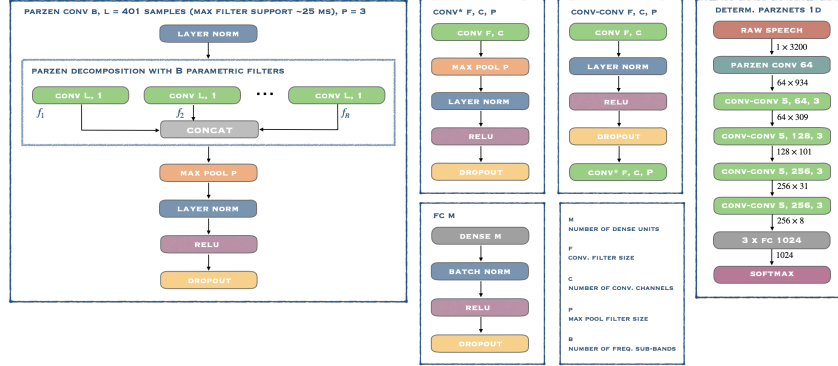 PARZEN CONV B, L = 401 SAMPLES (MAX FILTER SUPPORT ~25 MS), P = 3
LAYER NORM
PARZEN DECOMPOSITION WITH B PARAMETRIC FILTERS
CONV L, 1
CONV L, 1
...
CONV L, 1
f1
f2
fB
CONCAT
MAX POOL P
LAYER NORM
RELU
DROPOUT
CONV* F, C, P
CONV F, C
MAX POOL P
LAYER NORM
RELU
DROPOUT
CONV-CONV F, C, P
CONV F, C
LAYER NORM
RELU
DROPOUT
CONV* F, C, P
FC M
DENSE M
BATCH NORM
RELU
DROPOUT
M
NUMBER OF DENSE UNITS
F
CONV. FILTER SIZE
C
NUMBER OF CONV. CHANNELS
P
MAX POOL FILTER SIZE
B
NUMBER OF FREQ. SUB-BANDS
DETERM. PARZNETS 1D
RAW SPEECH
1 × 3200
PARZEN CONV 64
64 × 934
CONV-CONV 5, 64, 3
64 × 309
CONV-CONV 5, 128, 3
128 × 101
CONV-CONV 5, 256, 3
256 × 31
CONV-CONV 5, 256, 3
256 × 8
3 X FC 1024
1024
SOFTMAX